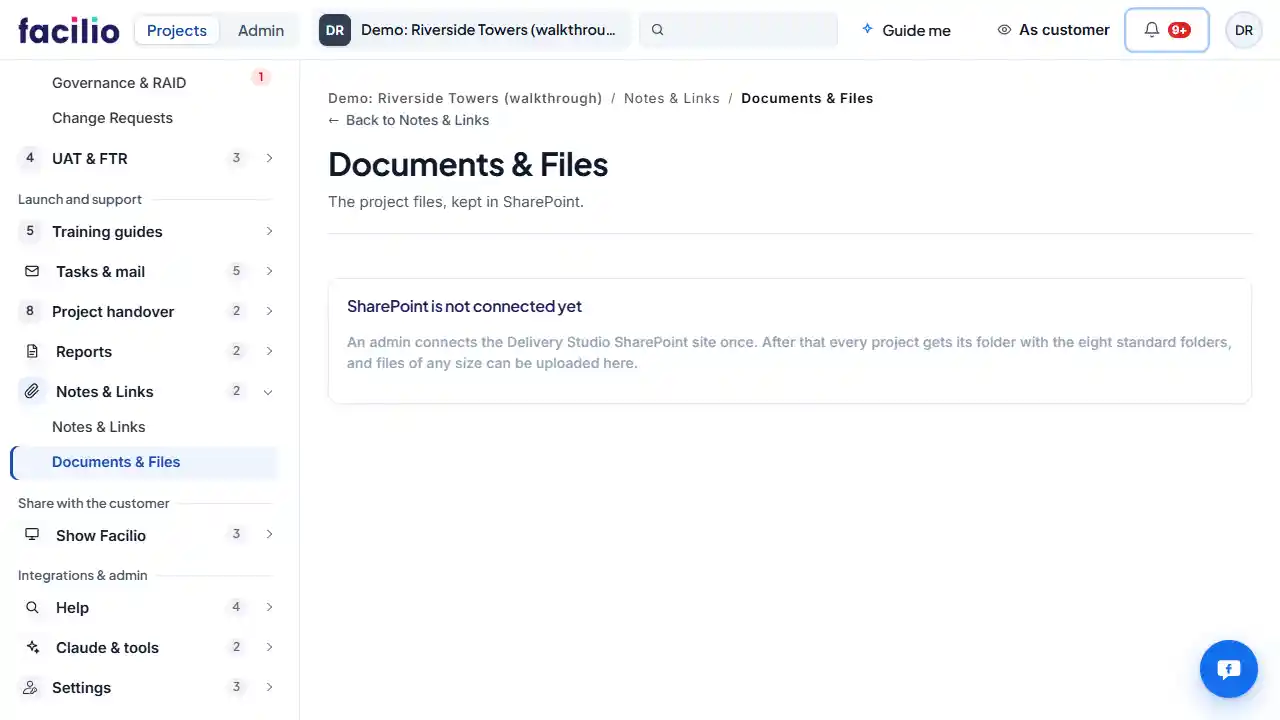 facilio
Projects
Admin
DR
Demo: Riverside Towers (walkthrou...
Guide me
As customer
9+
DR
Governance & RAID
1
Change Requests
4
UAT & FTR
3
Launch and support
5
Training guides
Tasks & mail
5
8
Project handover
2
Reports
2
Notes & Links
2
Notes & Links
Documents & Files
Share with the customer
Show Facilio
3
Integrations & admin
Help
4
Claude & tools
2
Settings
3
Demo: Riverside Towers (walkthrough) / Notes & Links / Documents & Files
← Back to Notes & Links
Documents & Files
The project files, kept in SharePoint.
SharePoint is not connected yet
An admin connects the Delivery Studio SharePoint site once. After that every project gets its folder with the eight standard folders,
and files of any size can be uploaded here.